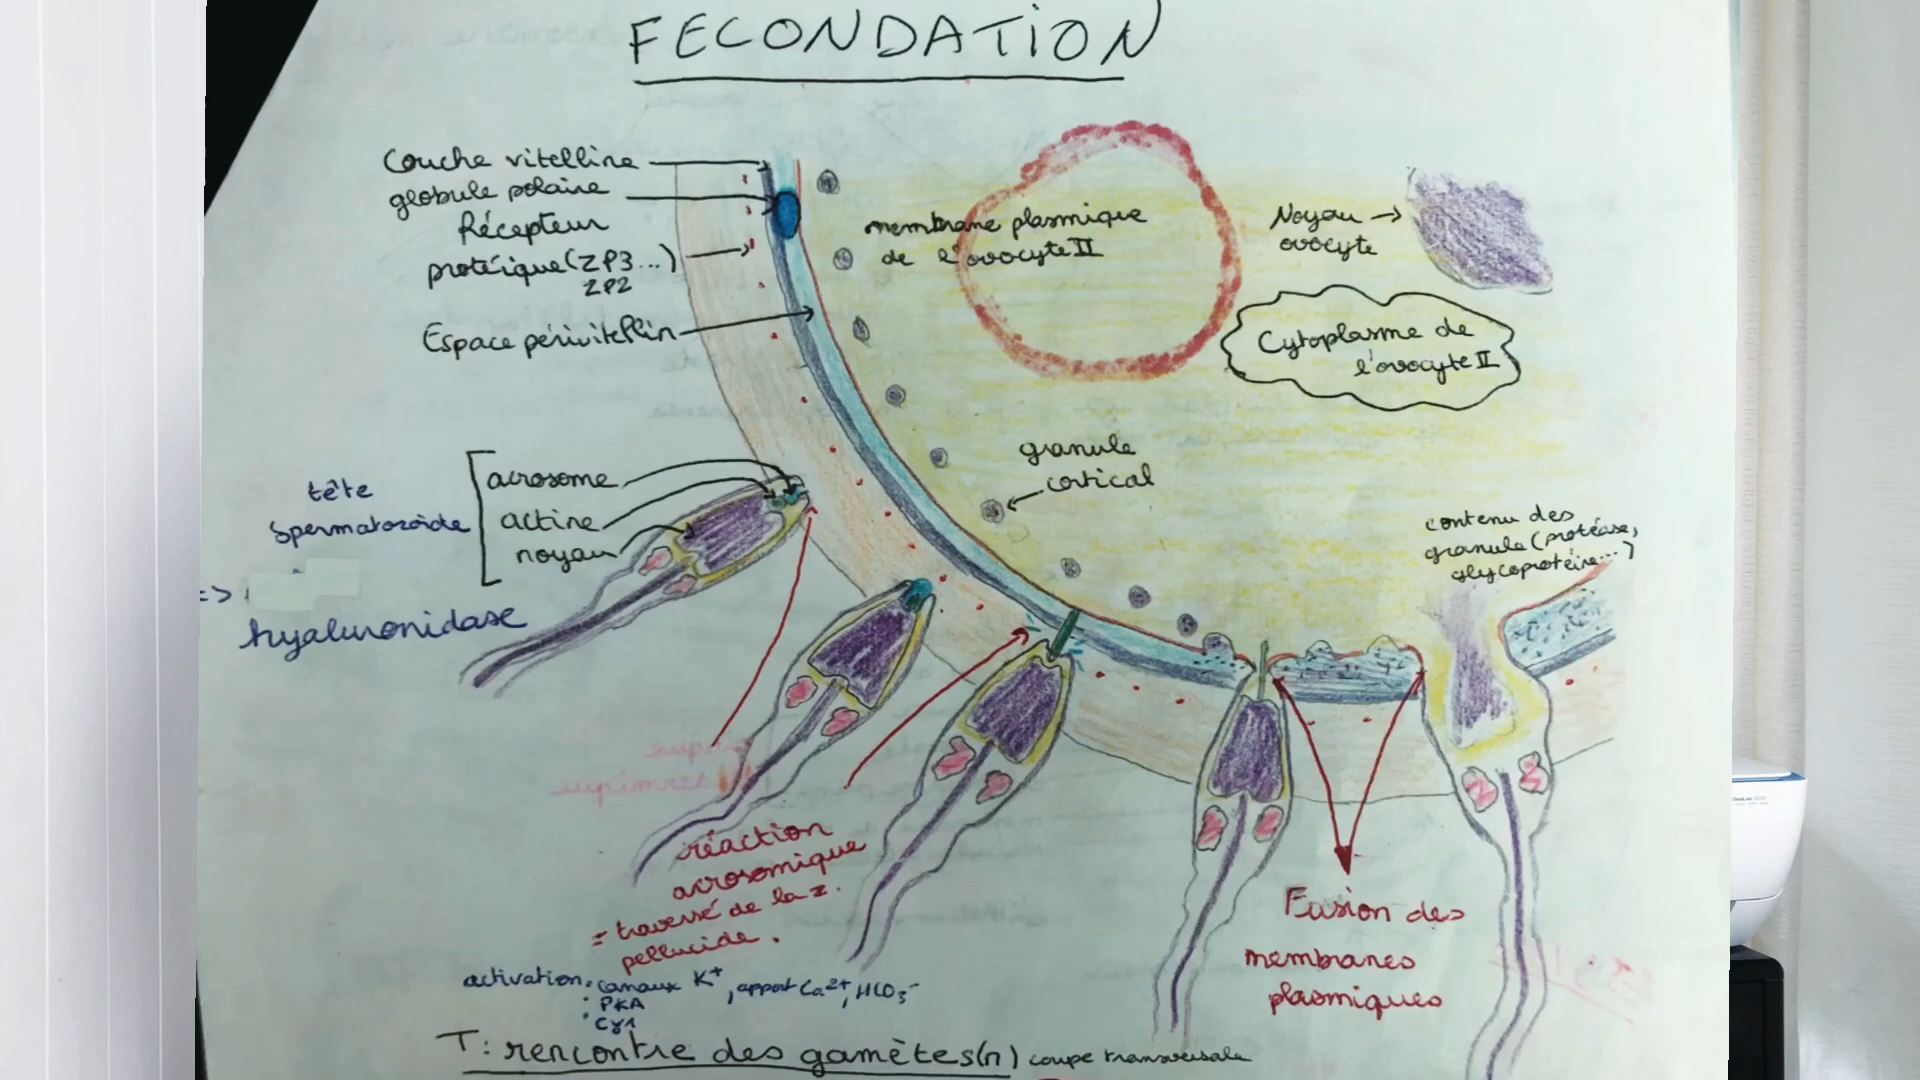 FECONDATION
Couche vitelline
globule polaire
Récepteur
protéique (ZP3...)
ZP2
Espace périvitellin
membrane plasmique
de l'ovocyte II
Noyau
ovocyte
Cytoplasme de
l'ovocyte II
granule
cortical
tête
spermatozoïde
acrosome
actine
noyau
=>
hyaluronidase
contenu des
granule (protéase,
glycoprotéine...)
réaction
acrosomique
= traversé de la z.
pellucide.
Fusion des
membranes
plasmiques
activation: canaux K+, apport Ca2+, HCO3-
: PKA
:
T: rencontre des gamètes(n) coupe transversale